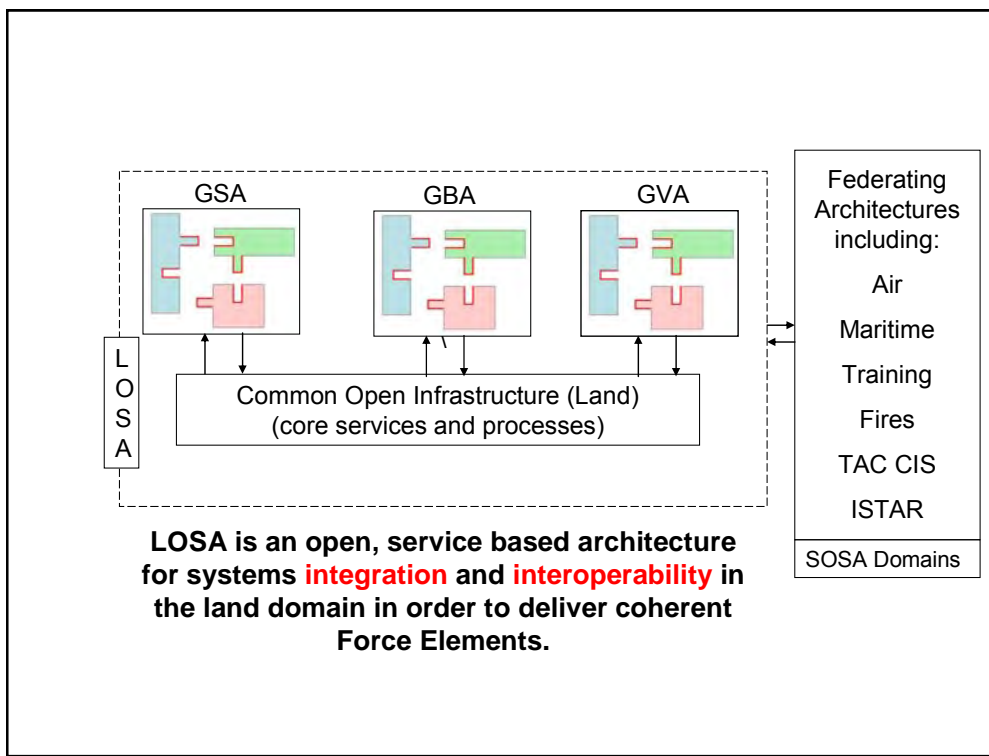 GSA
GBA
GVA
L
O
S
A
Common Open Infrastructure (Land)
(core services and processes)
Federating
Architectures
including:
Air
Maritime
Training
Fires
TAC CIS
ISTAR
SOSA Domains
LOSA is an open, service based architecture
for systems integration and interoperability in
the land domain in order to deliver coherent
Force Elements.